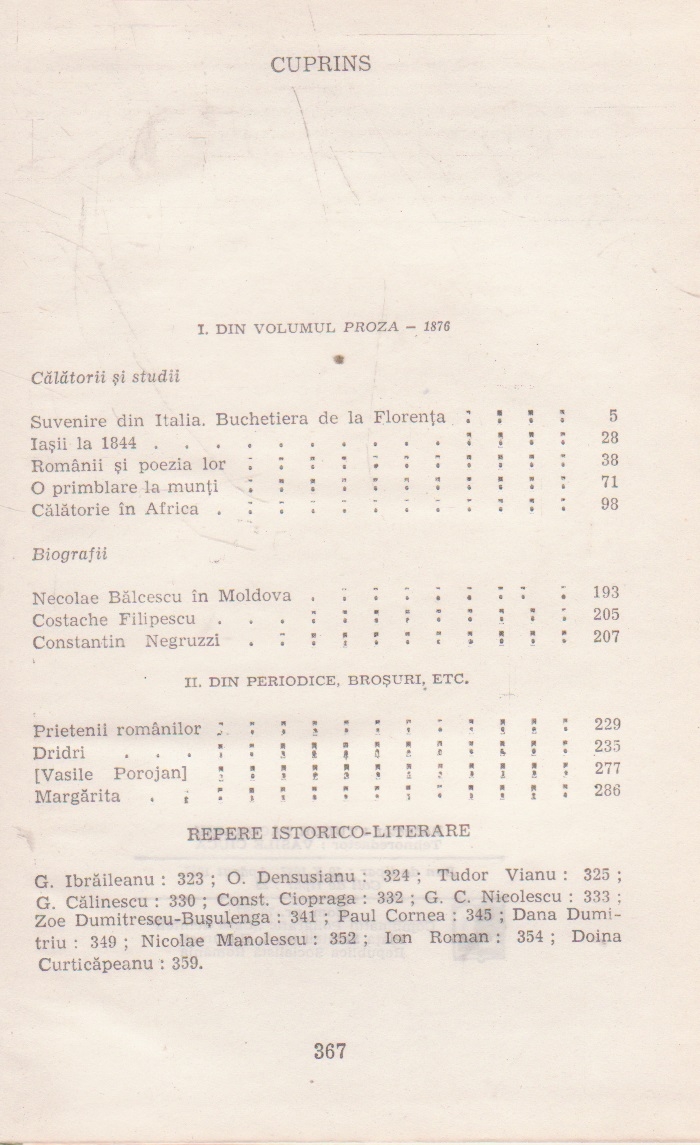 CUPRINS
I. DIN VOLUMUL PROZA — 1876
Călătorii și studii
Suvenire din Italia. Buchetiera de la Florența . . . . 5
Iașii la 1844 . . . . . . . . . . . . . . 28
Românii și poezia lor . . . . . . . . . . . 38
O primblare la munți . . . . . . . . . . . 71
Călătorie în Africa . . . . . . . . . . . . 98
Biografii
Necolae Bălcescu în Moldova . . . . . . . . . 193
Costache Filipescu . . . . . . . . . . . . 205
Constantin Negruzzi . . . . . . . . . . . 207
II. DIN PERIODICE, BROȘURI, ETC.
Prietenii românilor . . . . . . . . . . . . 229
Dridri . . . . . . . . . . . . . . . 235
[Vasile Porojan] . . . . . . . . . . . . 277
Margărita . . . . . . . . . . . . . . 286
REPERE ISTORICO-LITERARE
G. Ibrăileanu : 323 ; O. Densusianu : 324 ; Tudor Vianu : 325 ;
G. Călinescu : 330 ; Const. Ciopraga : 332 ; G. C. Nicolescu : 333 ;
Zoe Dumitrescu-Bușulenga : 341 ; Paul Cornea : 345 ; Dana Dumi-
triu : 349 ; Nicolae Manolescu : 352 ; Ion Roman : 354 ; Doina
Curticăpeanu : 359.
367